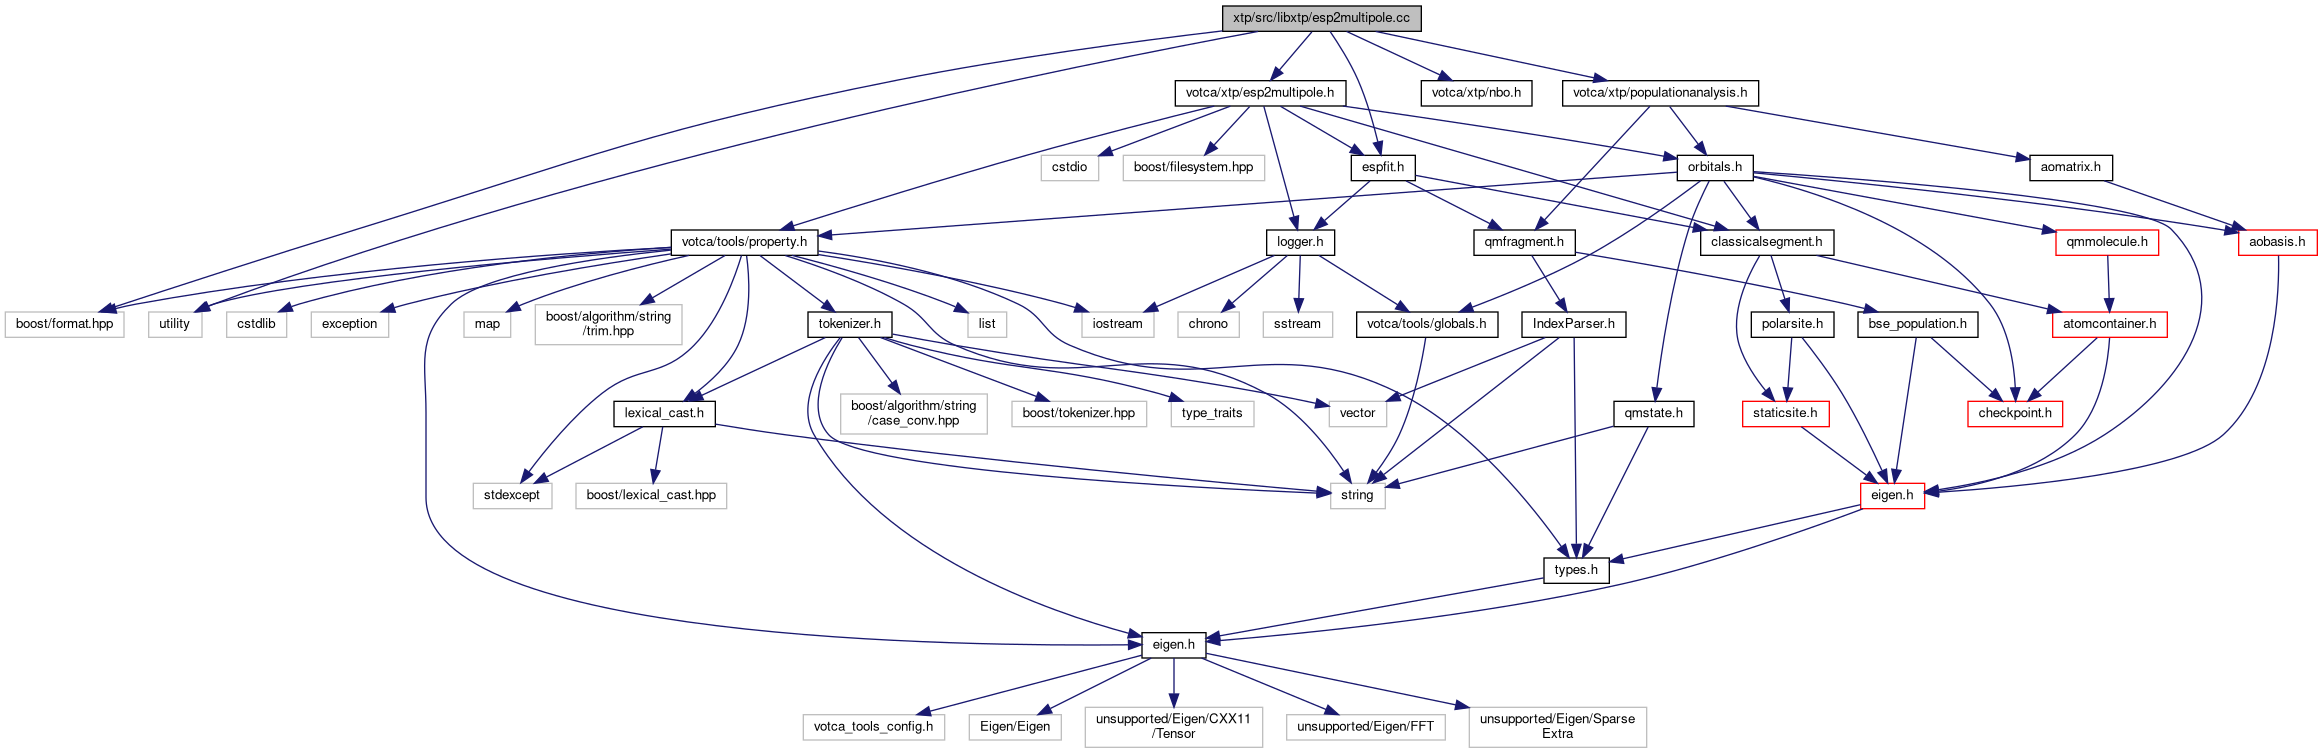 xtp/src/libxtp/esp2multipole.cc
votca/xtp/esp2multipole.h
votca/xtp/nbo.h
votca/xtp/populationanalysis.h
cstdio
boost/filesystem.hpp
espfit.h
orbitals.h
aomatrix.h
votca/tools/property.h
logger.h
qmfragment.h
classicalsegment.h
qmmolecule.h
aobasis.h
boost/format.hpp
utility
cstdlib
exception
map
boost/algorithm/string
/trim.hpp
tokenizer.h
list
iostream
chrono
sstream
votca/tools/globals.h
IndexParser.h
polarsite.h
bse_population.h
atomcontainer.h
lexical_cast.h
boost/algorithm/string
/case_conv.hpp
boost/tokenizer.hpp
type_traits
vector
qmstate.h
staticsite.h
checkpoint.h
stdexcept
boost/lexical_cast.hpp
string
eigen.h
types.h
eigen.h
votca_tools_config.h
Eigen/Eigen
unsupported/Eigen/CXX11
/Tensor
unsupported/Eigen/FFT
unsupported/Eigen/Sparse
Extra